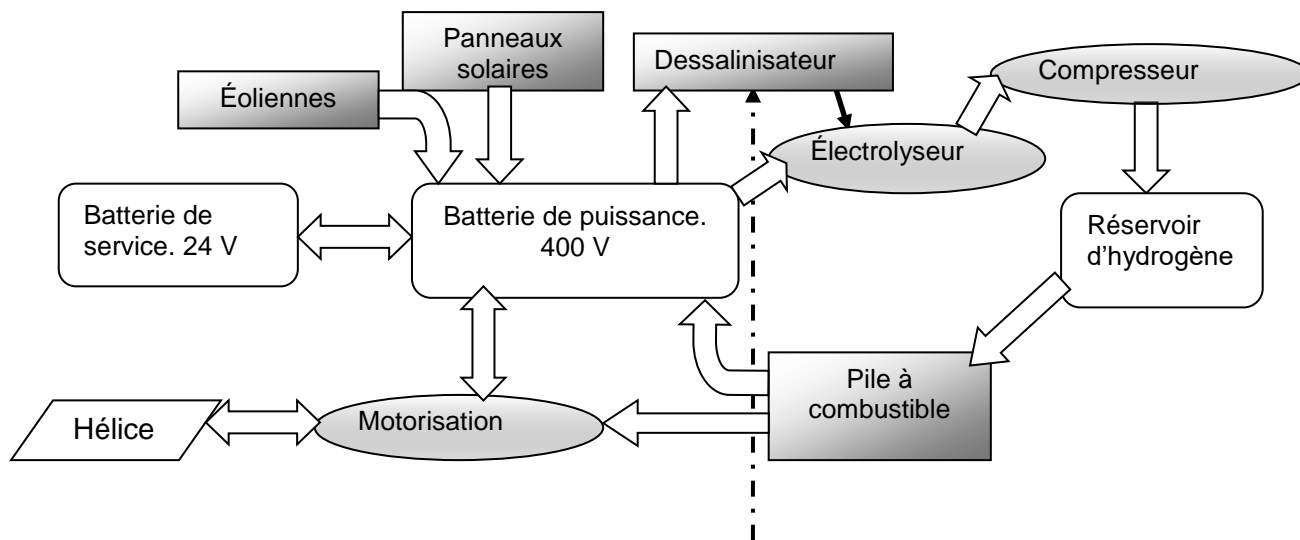 Panneaux
solaires
Dessalinisateur
Compresseur
Éoliennes
Électrolyseur
Batterie de
service. 24 V
Batterie de puissance.
400 V
Réservoir
d’hydrogène
Pile à
combustible
Hélice
Motorisation